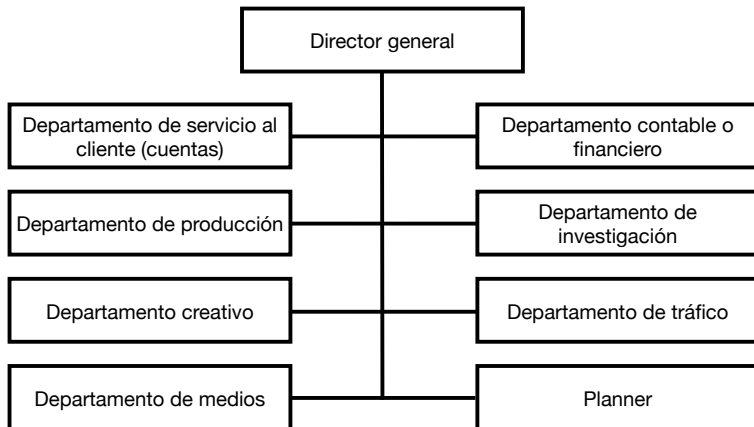 Director general
Departamento de servicio al
cliente (cuentas)
Departamento contable o
financiero
Departamento de producción
Departamento de
investigación
Departamento creativo
Departamento de tráfico
Departamento de medios
Planner